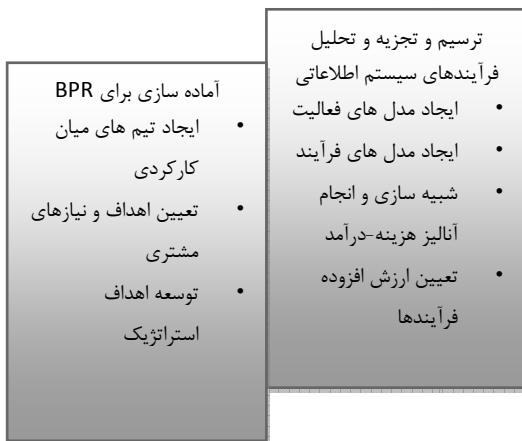 ترسیم و تجزیه و تحلیل
فرآیندهای سیستم اطلاعاتی
• ایجاد مدل های فعالیت
• ایجاد مدل های فرآیند
• شبیه سازی و انجام
آنالیز هزینه-درآمد
• تعیین ارزش افزوده
فرآیندها
آماده سازی برای BPR
• ایجاد تیم های میان
کارکردی
• تعیین اهداف و نیازهای
مشتری
• توسعه اهداف
استراتژیک